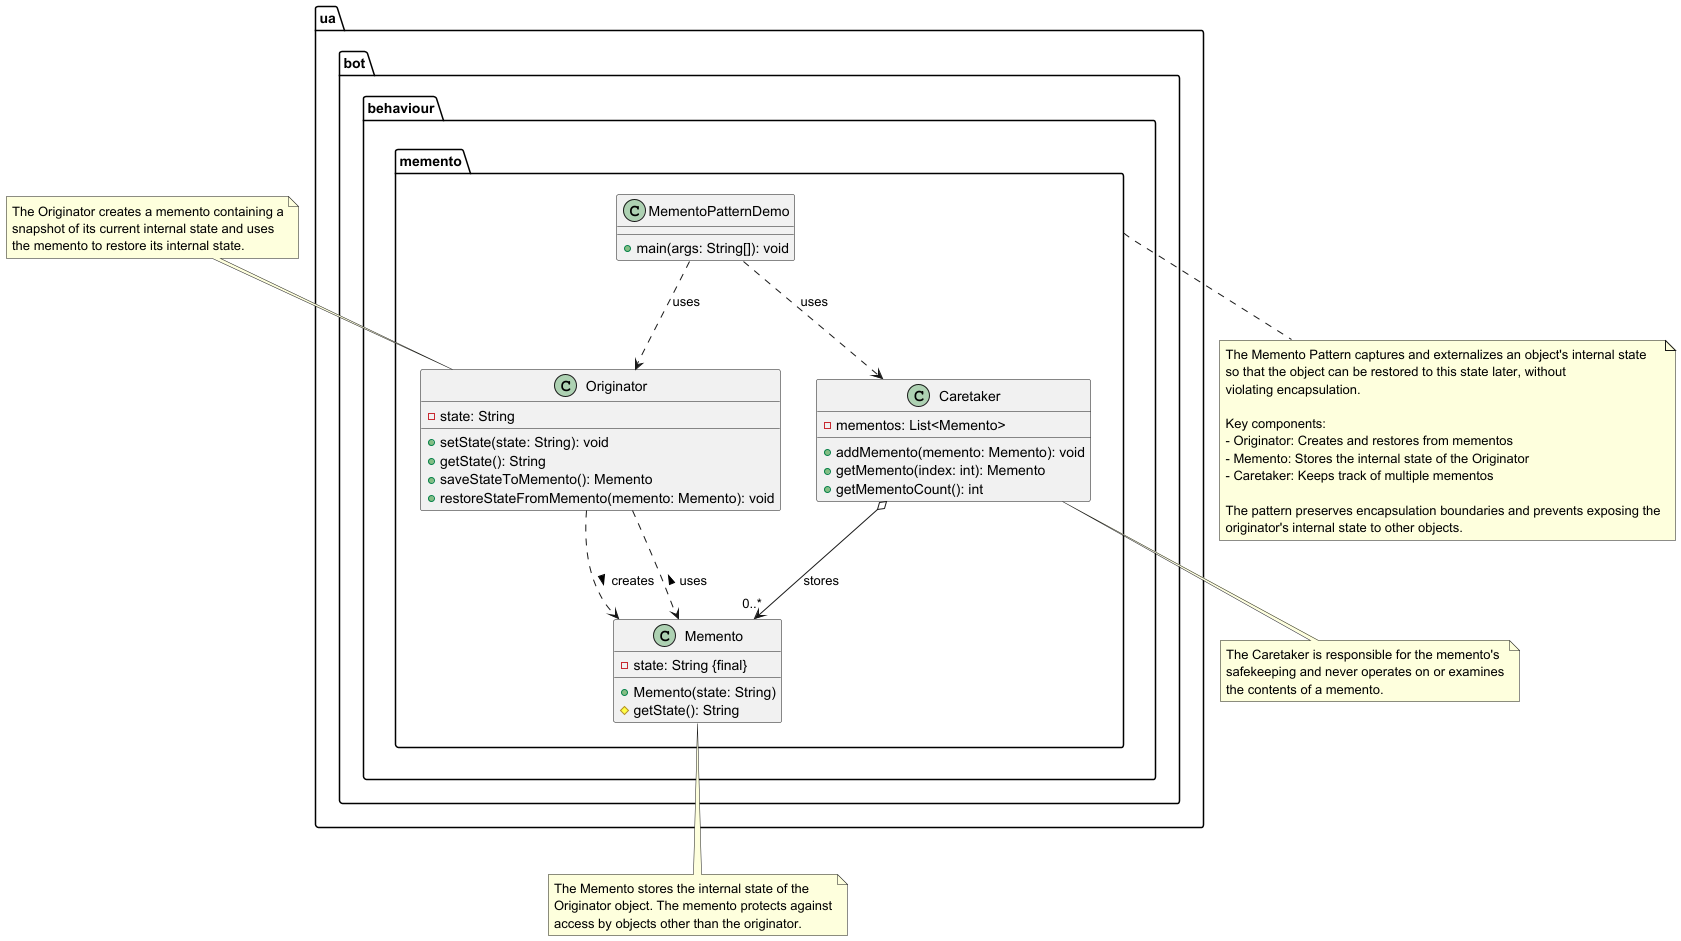 ua
bot
behaviour
memento
The Originator creates a memento containing a
snapshot of its current internal state and uses
the memento to restore its internal state.
C MementoPatternDemo
main(args: String[]): void
uses
uses
The Memento Pattern captures and externalizes an object's internal state
so that the object can be restored to this state later, without
violating encapsulation.
Key components:
- Originator: Creates and restores from mementos
- Memento: Stores the internal state of the Originator
- Caretaker: Keeps track of multiple mementos
The pattern preserves encapsulation boundaries and prevents exposing the
originator's internal state to other objects.
C Originator
state: String
setState(state: String): void
getState(): String
saveStateToMemento(): Memento
restoreStateFromMemento(memento: Memento): void
C Caretaker
mementos: List<Memento>
addMemento(memento: Memento): void
getMemento(index: int): Memento
getMementoCount(): int
creates
uses
stores
0..*
C Memento
state: String {final}
Memento(state: String)
getState(): String
The Caretaker is responsible for the memento's
safekeeping and never operates on or examines
the contents of a memento.
The Memento stores the internal state of the
Originator object. The memento protects against
access by objects other than the originator.